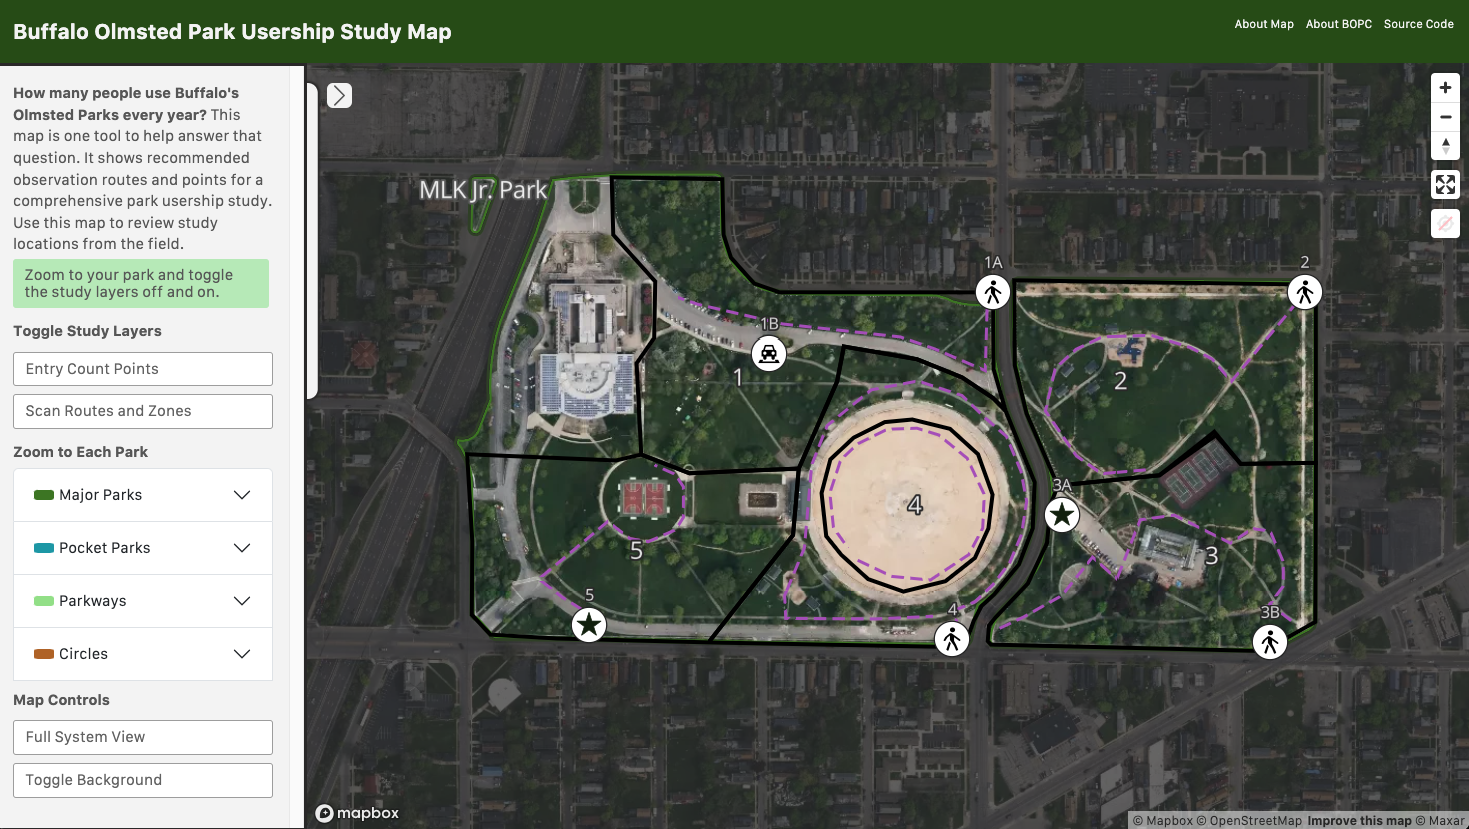 Buffalo Olmsted Park Usership Study Map
About Map
About BOPC
Source Code
How many people use Buffalo's
Olmsted Parks every year? This
map is one tool to help answer that
question. It shows recommended
observation routes and points for a
comprehensive park usership study.
Use this map to review study
locations from the field.
Zoom to your park and toggle
the study layers off and on.
Toggle Study Layers
Entry Count Points
Scan Routes and Zones
Zoom to Each Park
Major Parks
Pocket Parks
Parkways
Circles
Map Controls
Full System View
Toggle Background
MLK Jr. Park
1A
2
1B
1
2
3A
4
5
3
5
4
3B
mapbox
© Mapbox © OpenStreetMap Improve this map © Maxar